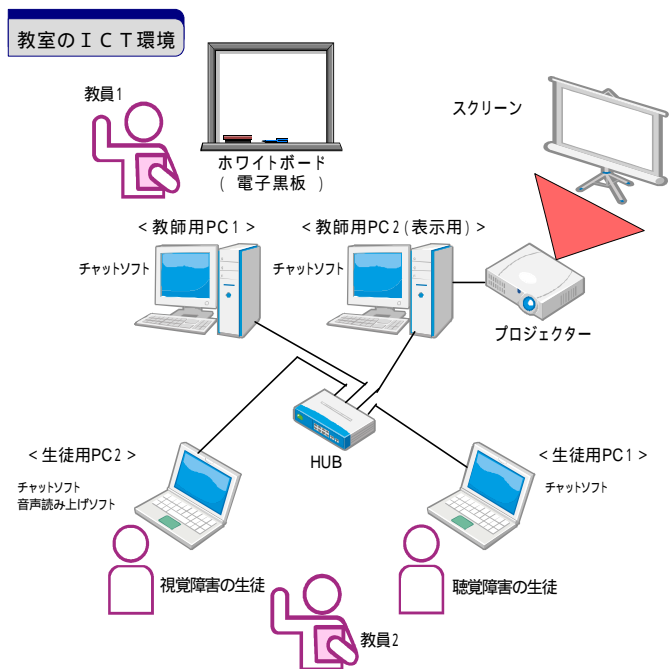 教室のＩＣＴ環境
教員1
ホワイトボード
( 電子黒板 )
スクリーン
<教師用PC1>
チャットソフト
<教師用PC2(表示用)>
チャットソフト
プロジェクター
HUB
<生徒用PC2>
チャットソフト
音声読み上げソフト
<生徒用PC1>
チャットソフト
視覚障害の生徒
聴覚障害の生徒
教員2